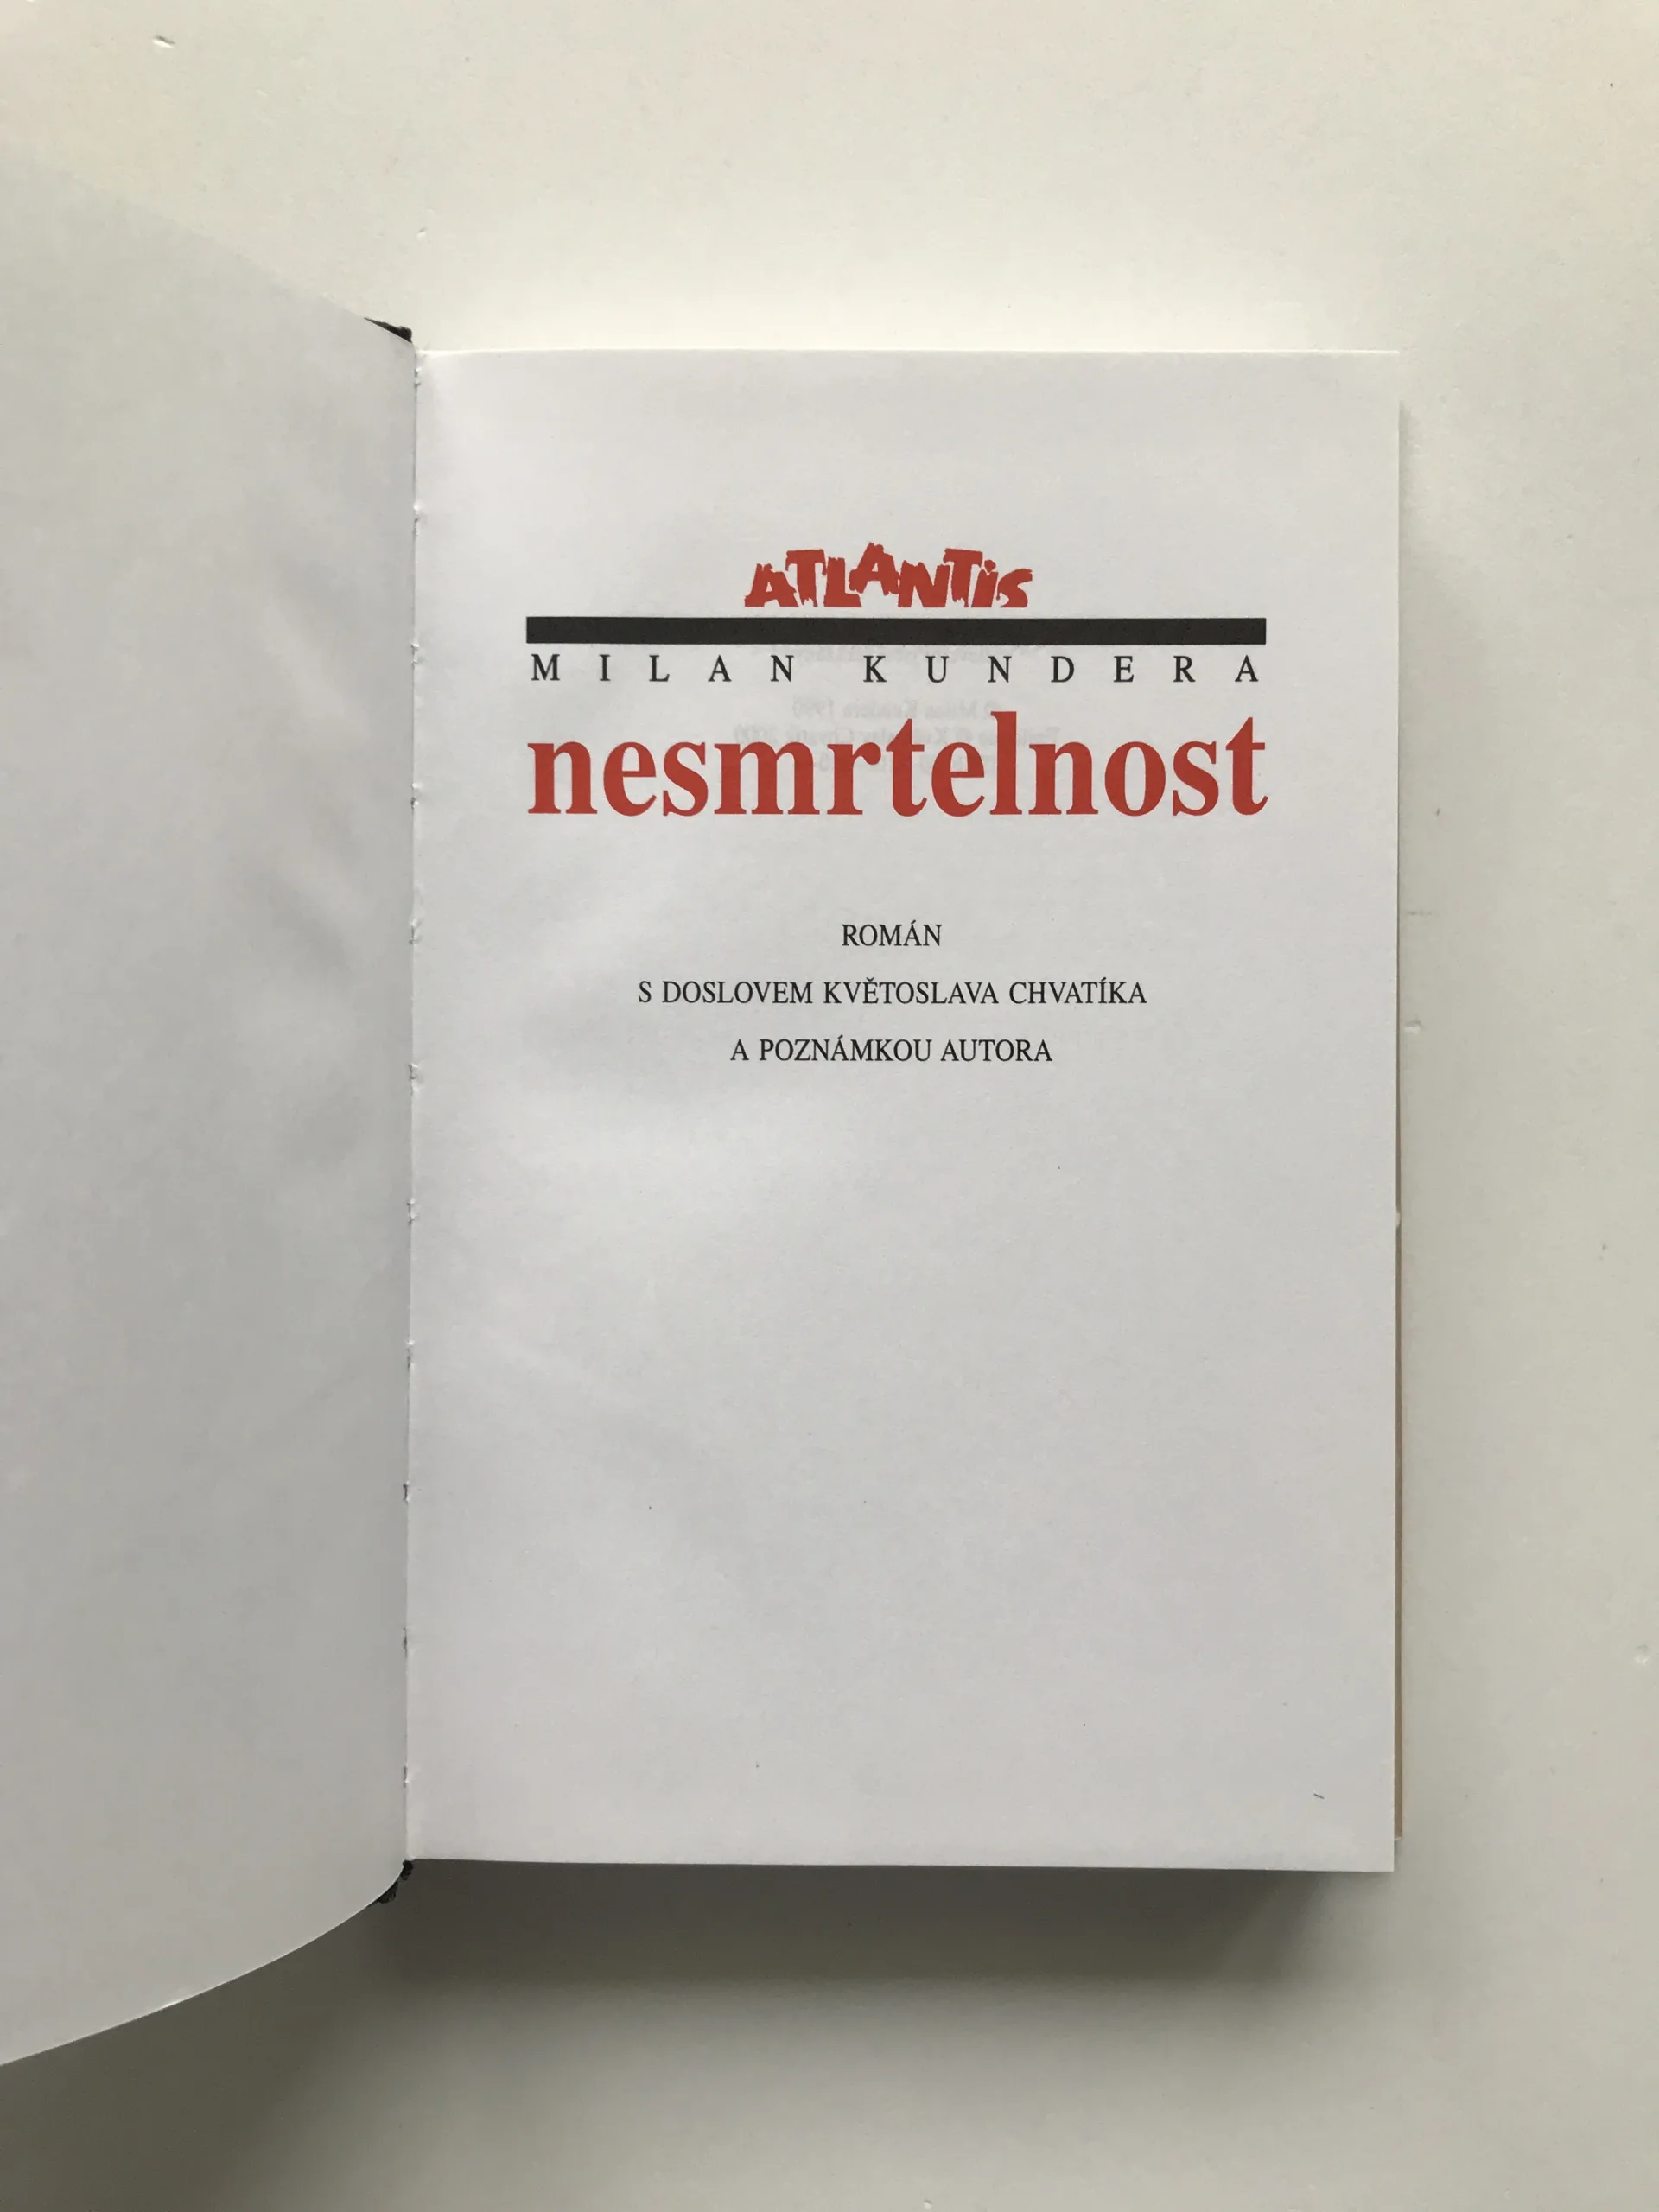 ATLANTIS
MILAN KUNDERA
nesmrtelnost
ROMÁN
S DOSLOVEM KVĚTOSLAVA CHVATÍKA
A POZNÁMKOU AUTORA